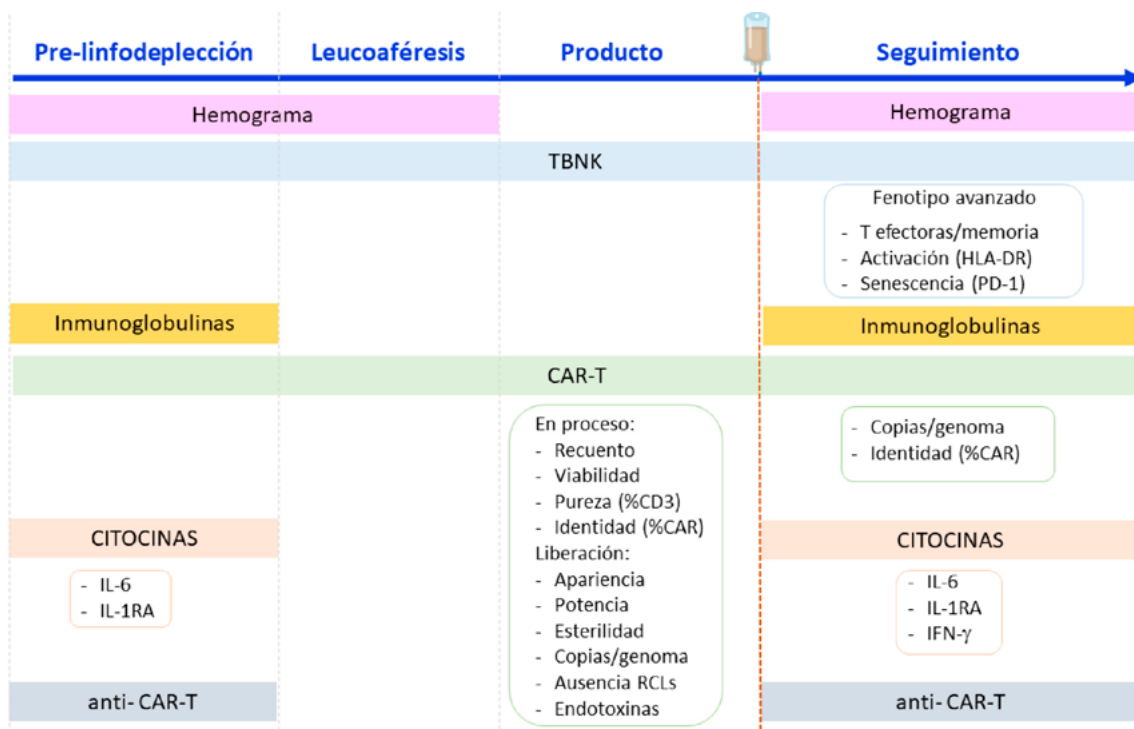 Pre-linfodeplección Leucoaféresis Producto Seguimiento
Hemograma Hemograma
TBNK
Fenotipo avanzado
- T efectoras/memoria
- Activación (HLA-DR)
- Senescencia (PD-1)
Inmunoglobulinas Inmunoglobulinas
CAR-T
En proceso:
- Recuento
- Viabilidad
- Pureza (%CD3)
- Identidad (%CAR)
Liberación:
- Apariencia
- Potencia
- Esterilidad
- Copias/genoma
- Ausencia RCLs
- Endotoxinas
- Copias/genoma
- Identidad (%CAR)
CITOCINAS CITOCINAS
- IL-6
- IL-1RA
- IL-6
- IL-1RA
- IFN-γ
anti- CAR-T anti- CAR-T